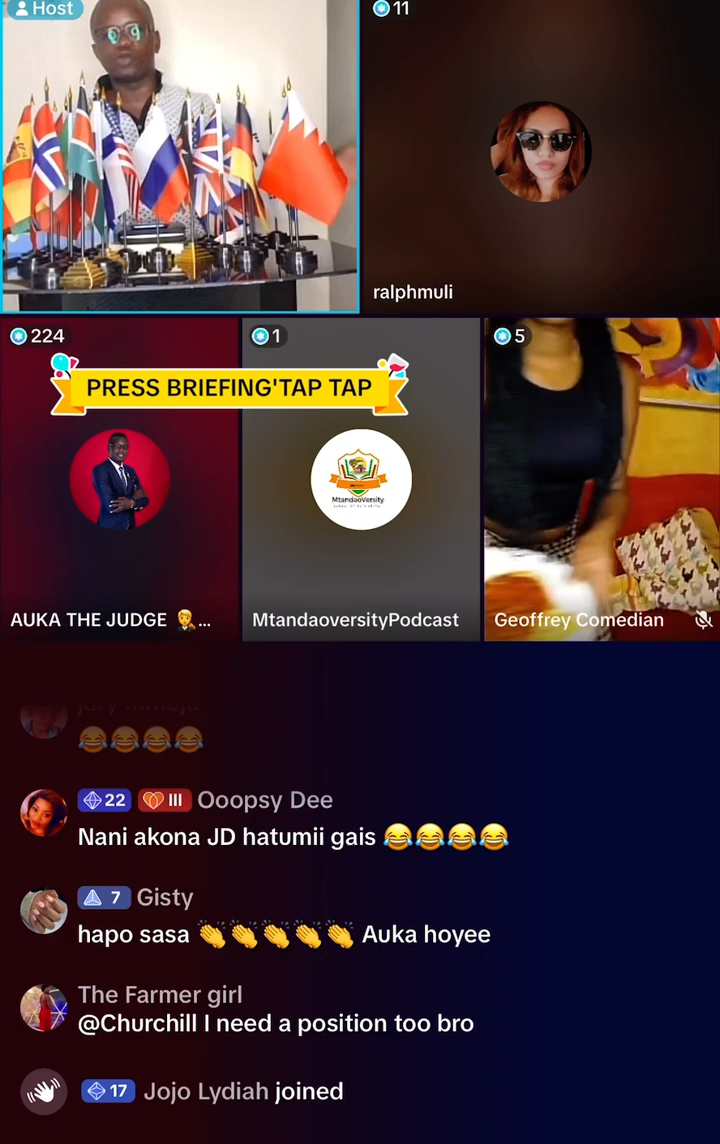 Host
11
ralphmuli
224
1
5
PRESS BRIEFING'TAP TAP
MtandaoVersity
AUKA THE JUDGE 🤵...
MtandaoversityPodcast
Geoffrey Comedian
😂😂😂😂
22 III Ooopsy Dee
Nani akona JD hatumii gais 😂😂😂😂
7 Gisty
hapo sasa 👏👏👏👏👏 Auka hoyee
The Farmer girl
@Churchill I need a position too bro
17 Jojo Lydiah joined